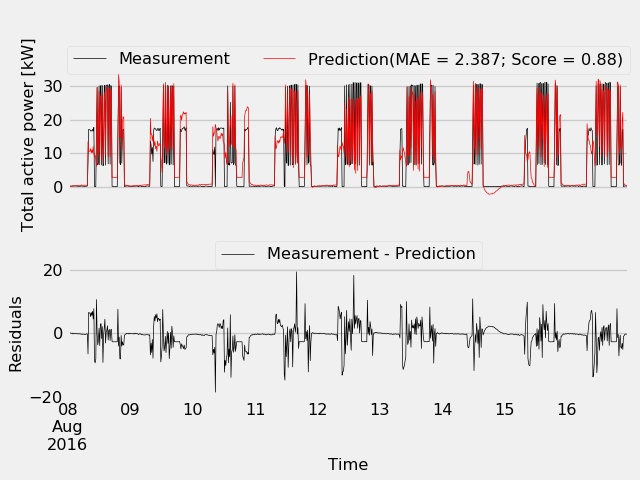 Measurement
Prediction(MAE = 2.387; Score = 0.88)
Total active power [kW]
30
20
10
0
Measurement - Prediction
Residuals
20
0
−20
08 09 10 11 12 13 14 15 16
Aug
2016
Time